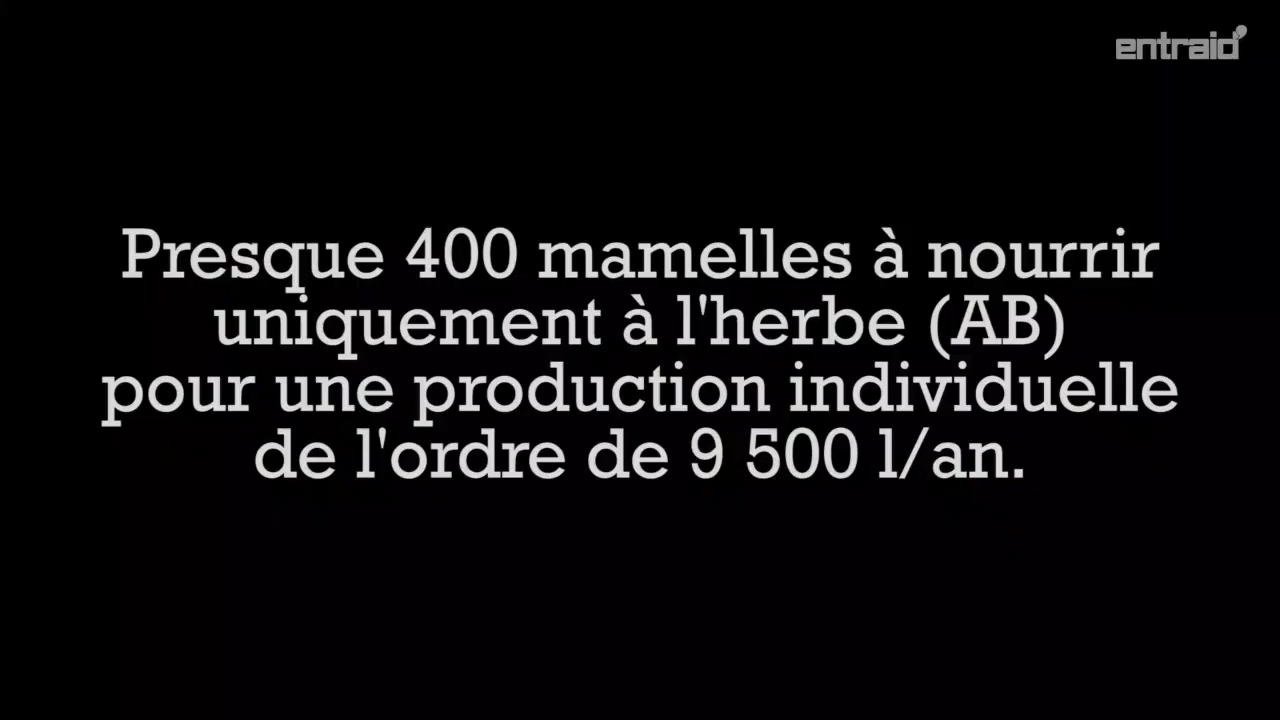 entraid
Presque 400 mamelles à nourrir
uniquement à l'herbe (AB)
pour une production individuelle
de l'ordre de 9 500 l/an.